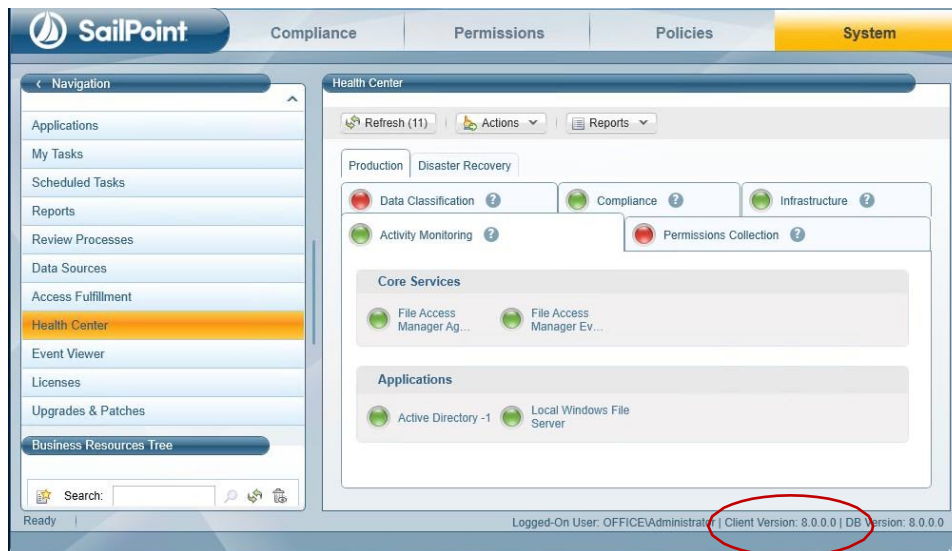 SailPoint
Compliance
Permissions
Policies
System
Navigation
Applications
My Tasks
Scheduled Tasks
Reports
Review Processes
Data Sources
Access Fulfillment
Health Center
Event Viewer
Licenses
Upgrades & Patches
Business Resources Tree
Search:
Health Center
Refresh (11)
Actions
Reports
Production
Disaster Recovery
Data Classification ?
Compliance ?
Infrastructure ?
Activity Monitoring ?
Permissions Collection ?
Core Services
File Access
Manager Ag...
File Access
Manager Ev...
Applications
Active Directory -1
Local Windows File
Server
Ready
Logged-On User: OFFICE\Administrator | Client Version: 8.0.0.0 | DB Version: 8.0.0.0